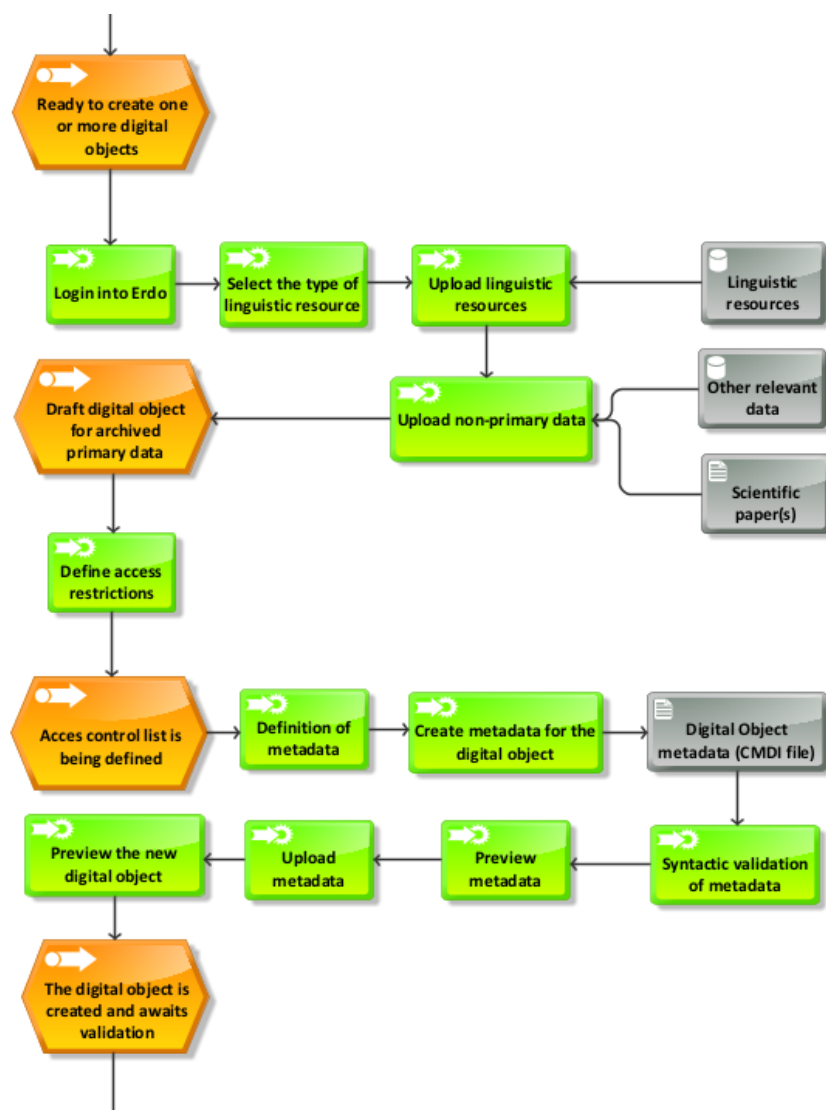 Ready to create one
or more digital
objects
Login into Erdo
Select the type of
linguistic resource
Upload linguistic
resources
Linguistic
resources
Draft digital object
for archived
primary data
Upload non-primary data
Other relevant
data
Scientific
paper(s)
Define access
restrictions
Acces control list is
being defined
Definition of
metadata
Create metadata for the
digital object
Digital Object
metadata (CMDI file)
Preview the new
digital object
Upload
metadata
Preview
metadata
Syntactic validation
of metadata
The digital object is
created and awaits
validation